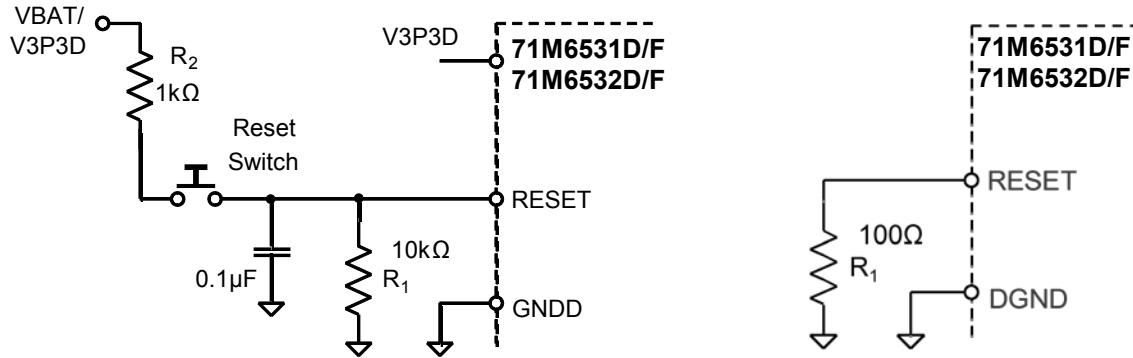 VBAT/
V3P3D
R2
1kΩ
Reset
Switch
0.1µF
10kΩ
R1
V3P3D
71M6531D/F
71M6532D/F
RESET
GNDD
100Ω
R1
71M6531D/F
71M6532D/F
RESET
DGND